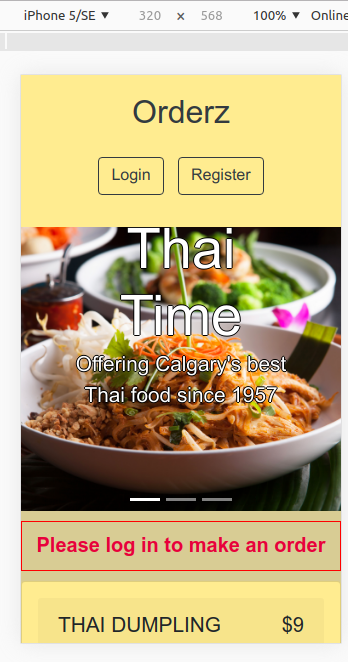 iPhone 5/SE ▼ 320 × 568 100% ▼ Online
Orderz
Login Register
Thai
Time
Offering Calgary's best
Thai food since 1957
Please log in to make an order
THAI DUMPLING $9